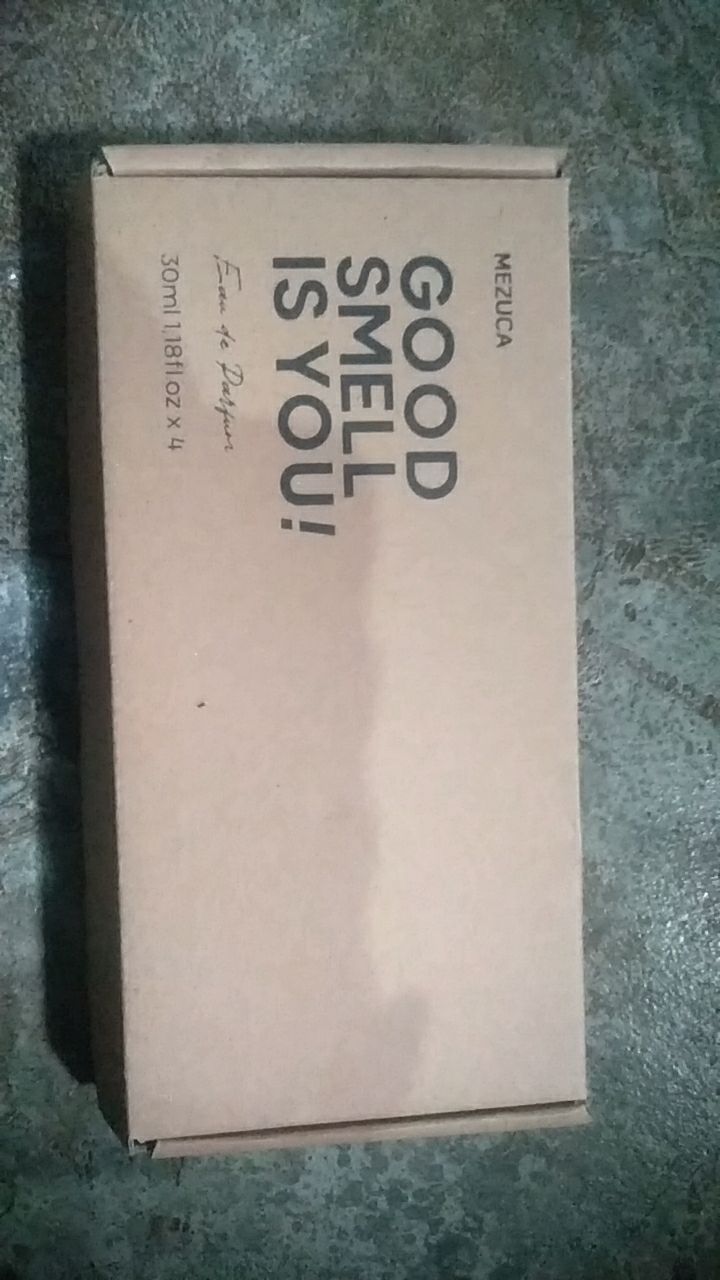 MEZUCA
GOOD
SMELL
IS YOU!
Eau de Parfum
30ml 1,18fl.oz x 4